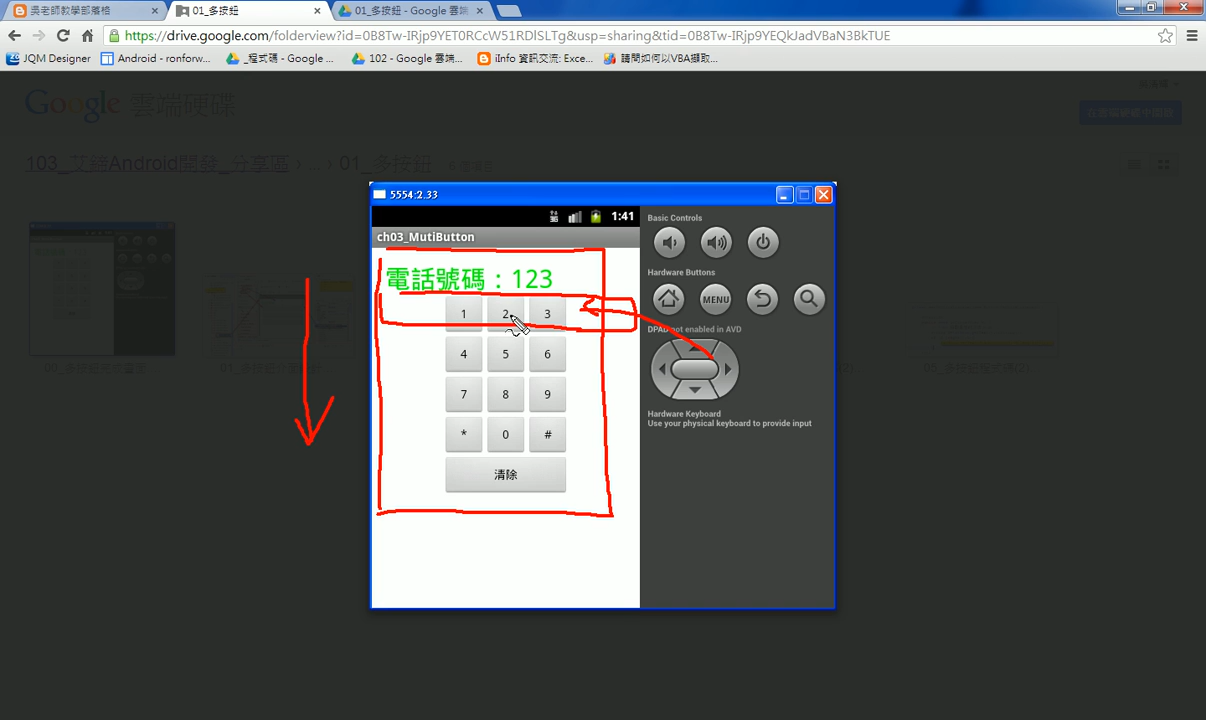 吳老師教學部落格
01_多按鈕
01_多按鈕 - Google 雲端
https://drive.google.com/folderview?id=0B8Tw-IRjp9YET0RCcW51RDlSLTg&usp=sharing&tid=0B8Tw-IRjp9YEQkJadVBaN3BkTUE
JQM Designer
Android - ronforw...
_程式碼 - Google ...
102 - Google 雲端...
iInfo 資訊交流: Exce...
請問如何以VBA擷取...
Google 雲端硬碟
103_艾鍗Android開發_分享區 › ... › 01_多按鈕
5554:2.33
1:41
ch03_MutiButton
電話號碼：123
1 2 3
4 5 6
7 8 9
* 0 #
清除
Basic Controls
Hardware Buttons
MENU
DPAD not enabled in AVD
Hardware Keyboard
Use your physical keyboard to provide input